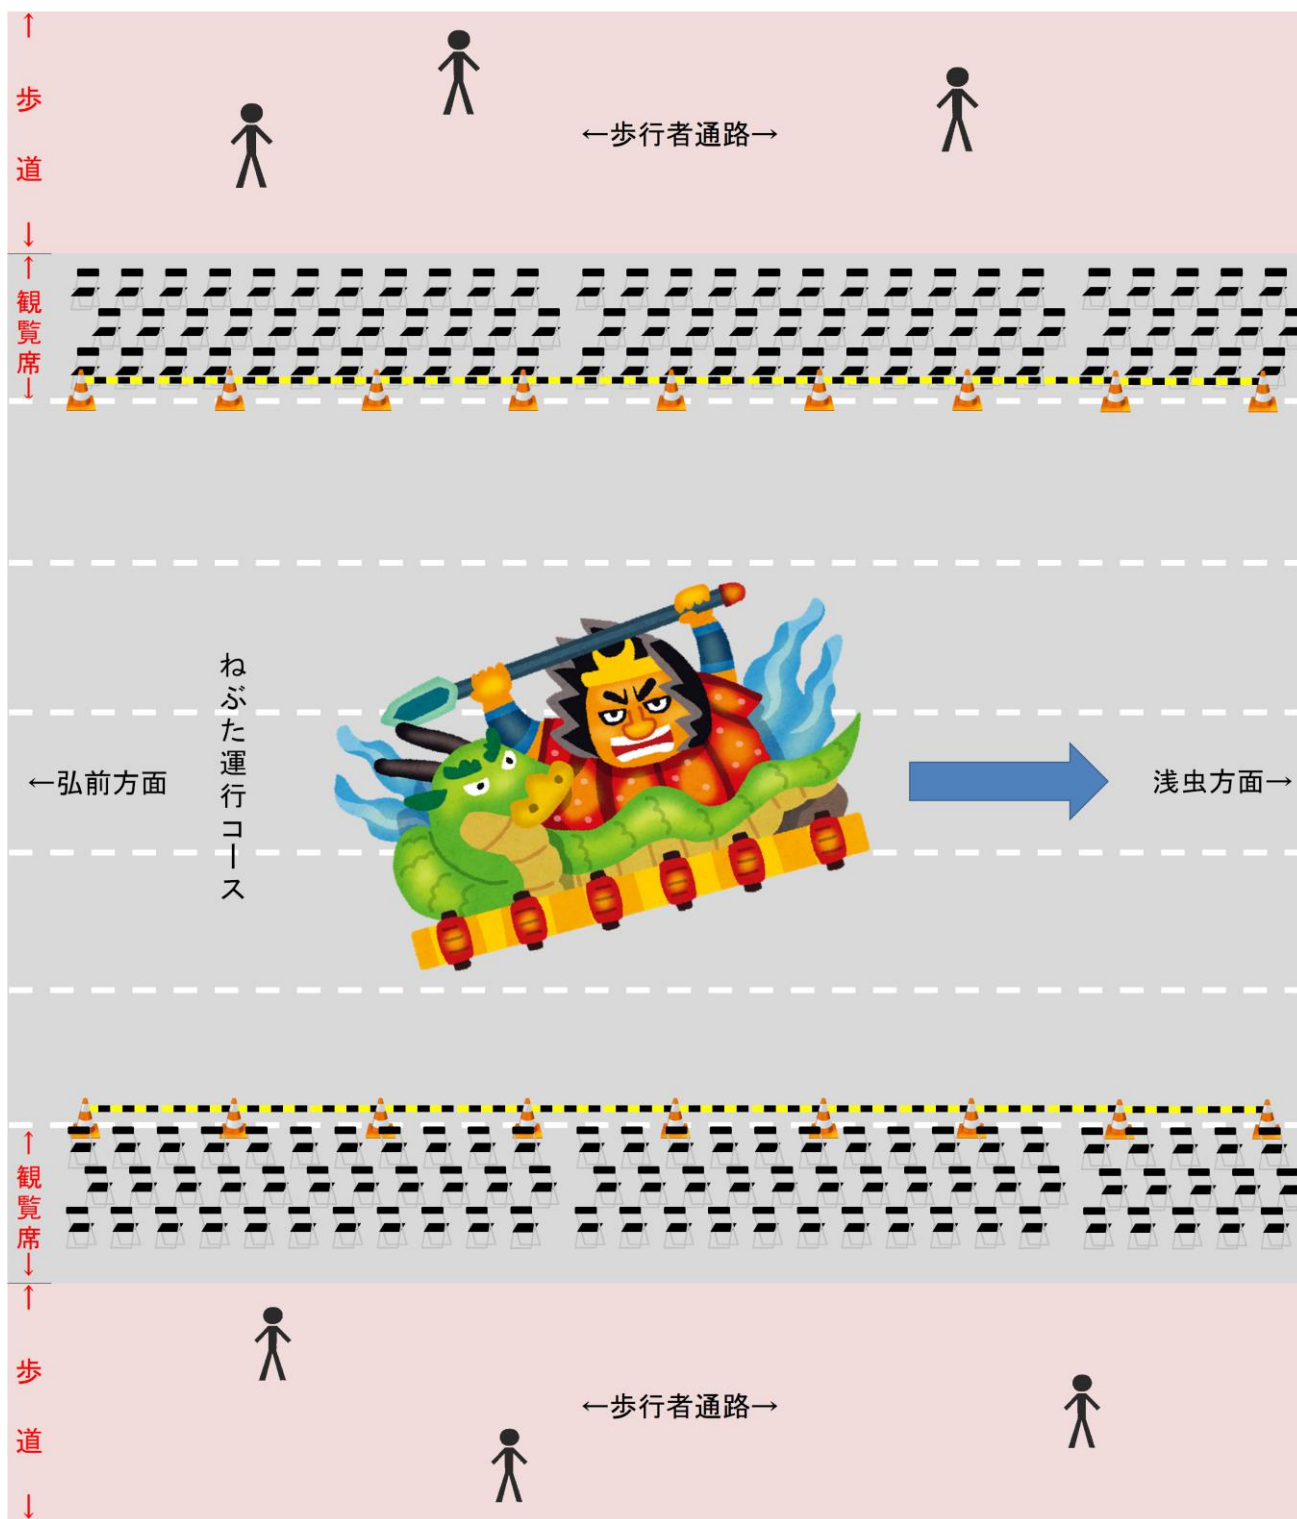 ↑歩道↓
←歩行者通路→
↑観覧席↓
ねぶた運行コース
←弘前方面
浅虫方面→
↑観覧席↓
↑歩道↓
←歩行者通路→